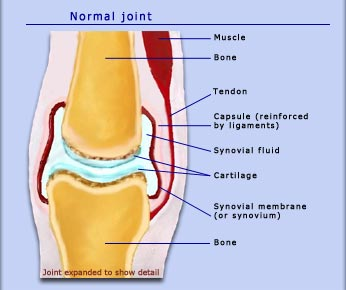 Normal joint
Muscle
Bone
Tendon
Capsule (reinforced
by ligaments)
Synovial fluid
Cartilage
Synovial membrane
(or synovium)
Bone
Joint expanded to show detail